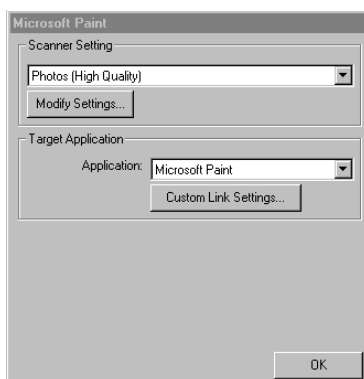 Microsoft Paint
Scanner Setting
Photos (High Quality)
Modify Settings...
Target Application
Application: Microsoft Paint
Custom Link Settings...
OK